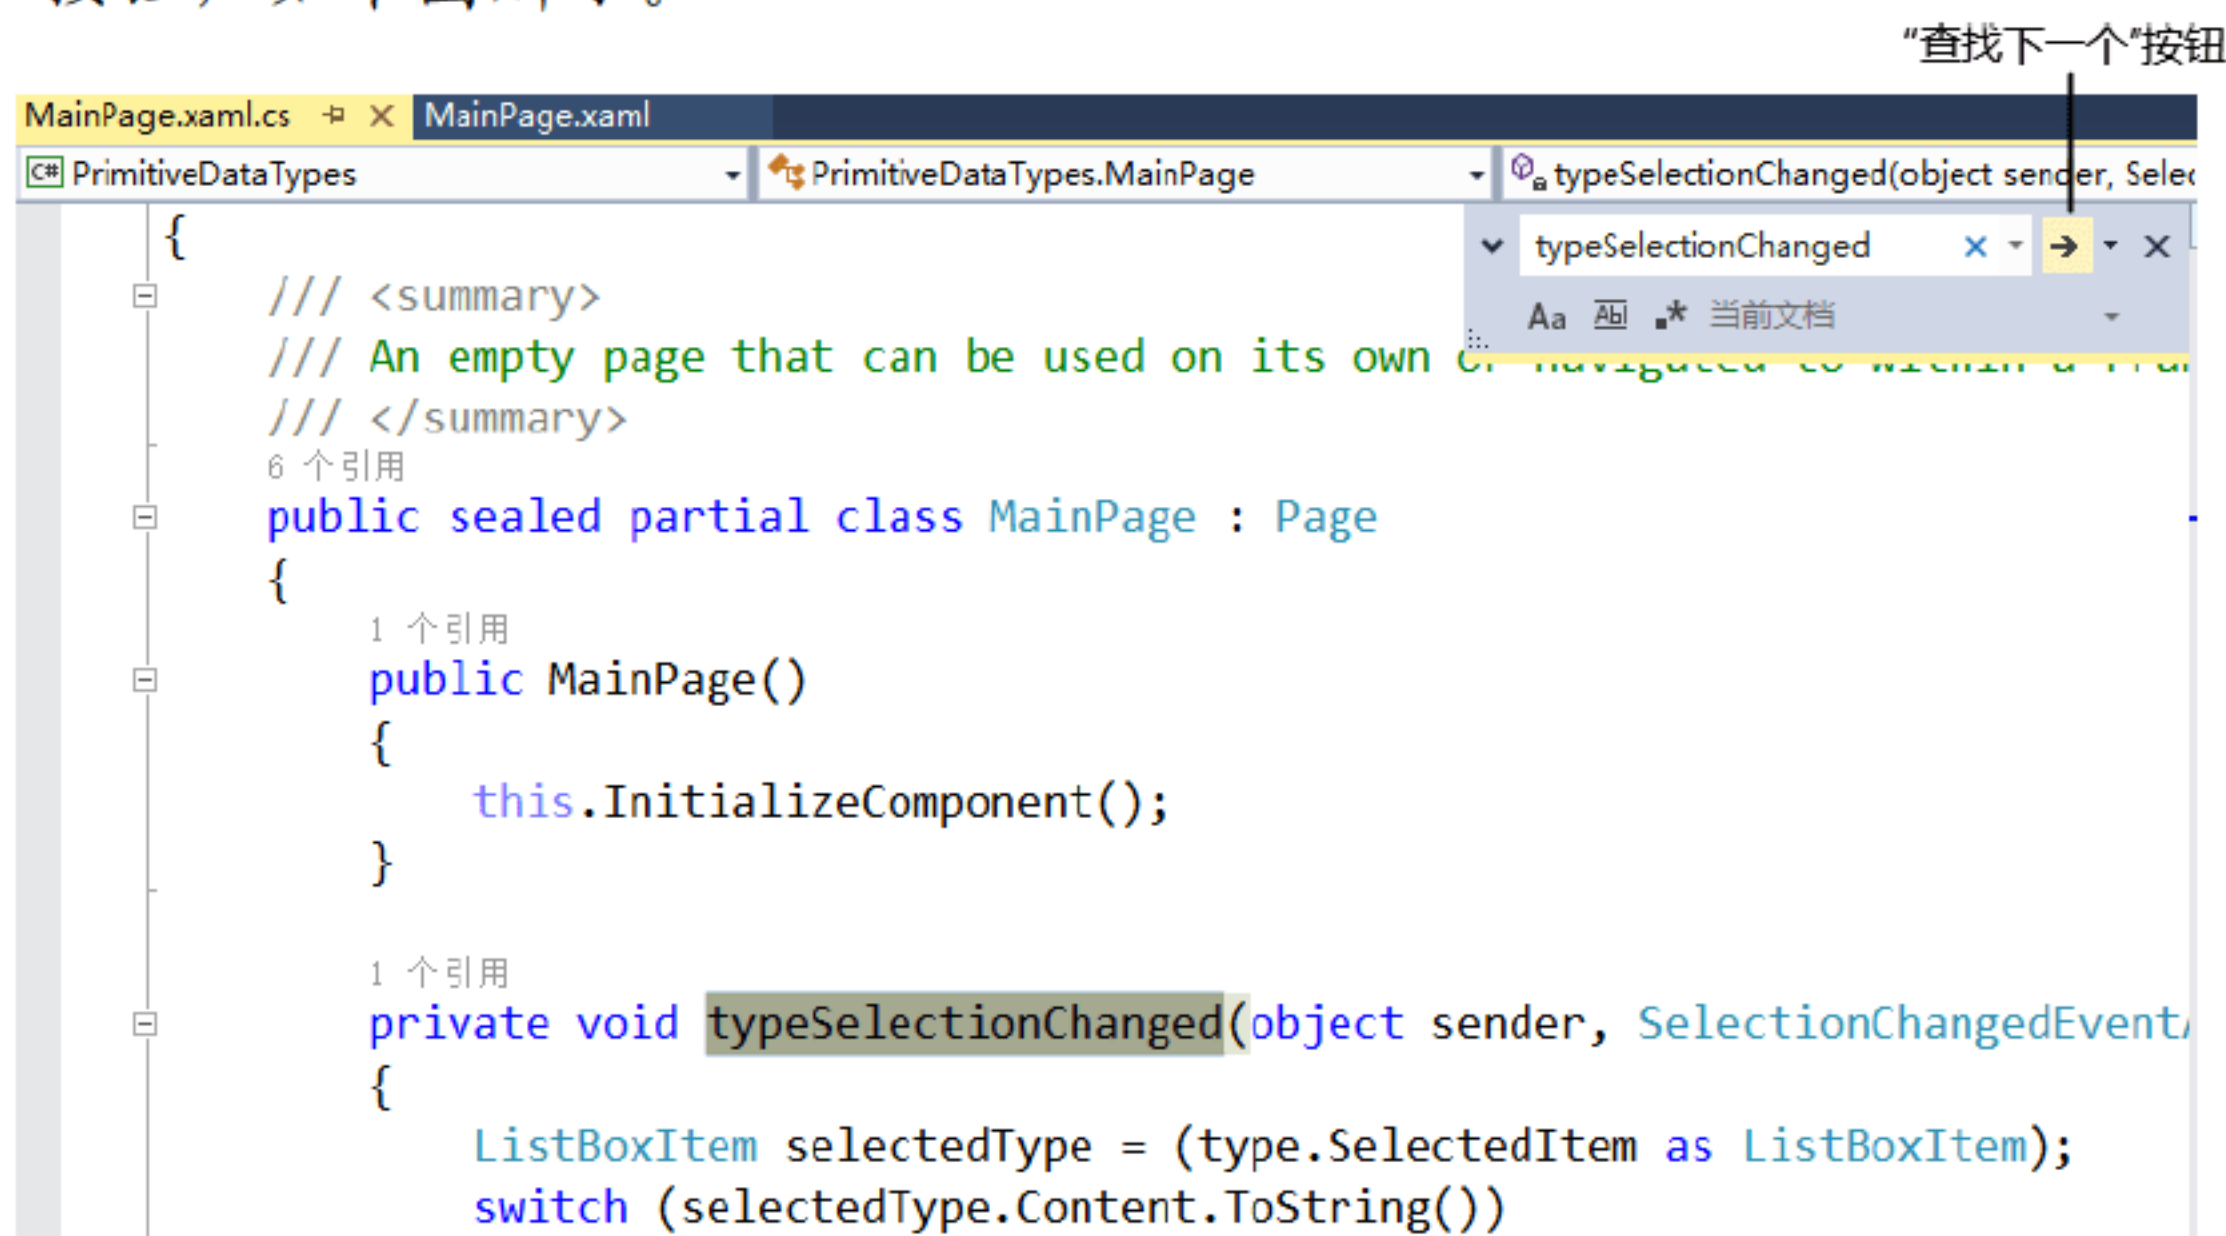 “查找下一个”按钮
MainPage.xaml.cs MainPage.xaml
C# PrimitiveDataTypes PrimitiveDataTypes.MainPage typeSelectionChanged(object sender, Selec
{
typeSelectionChanged
/// <summary>
Aa Abl .* 当前文档
/// An empty page that can be used on its own
/// </summary>
6 个引用
public sealed partial class MainPage : Page
{
1 个引用
public MainPage()
{
this.InitializeComponent();
}
1 个引用
private void typeSelectionChanged(object sender, SelectionChangedEventA
{
ListBoxItem selectedType = (type.SelectedItem as ListBoxItem);
switch (selectedType.Content.ToString())